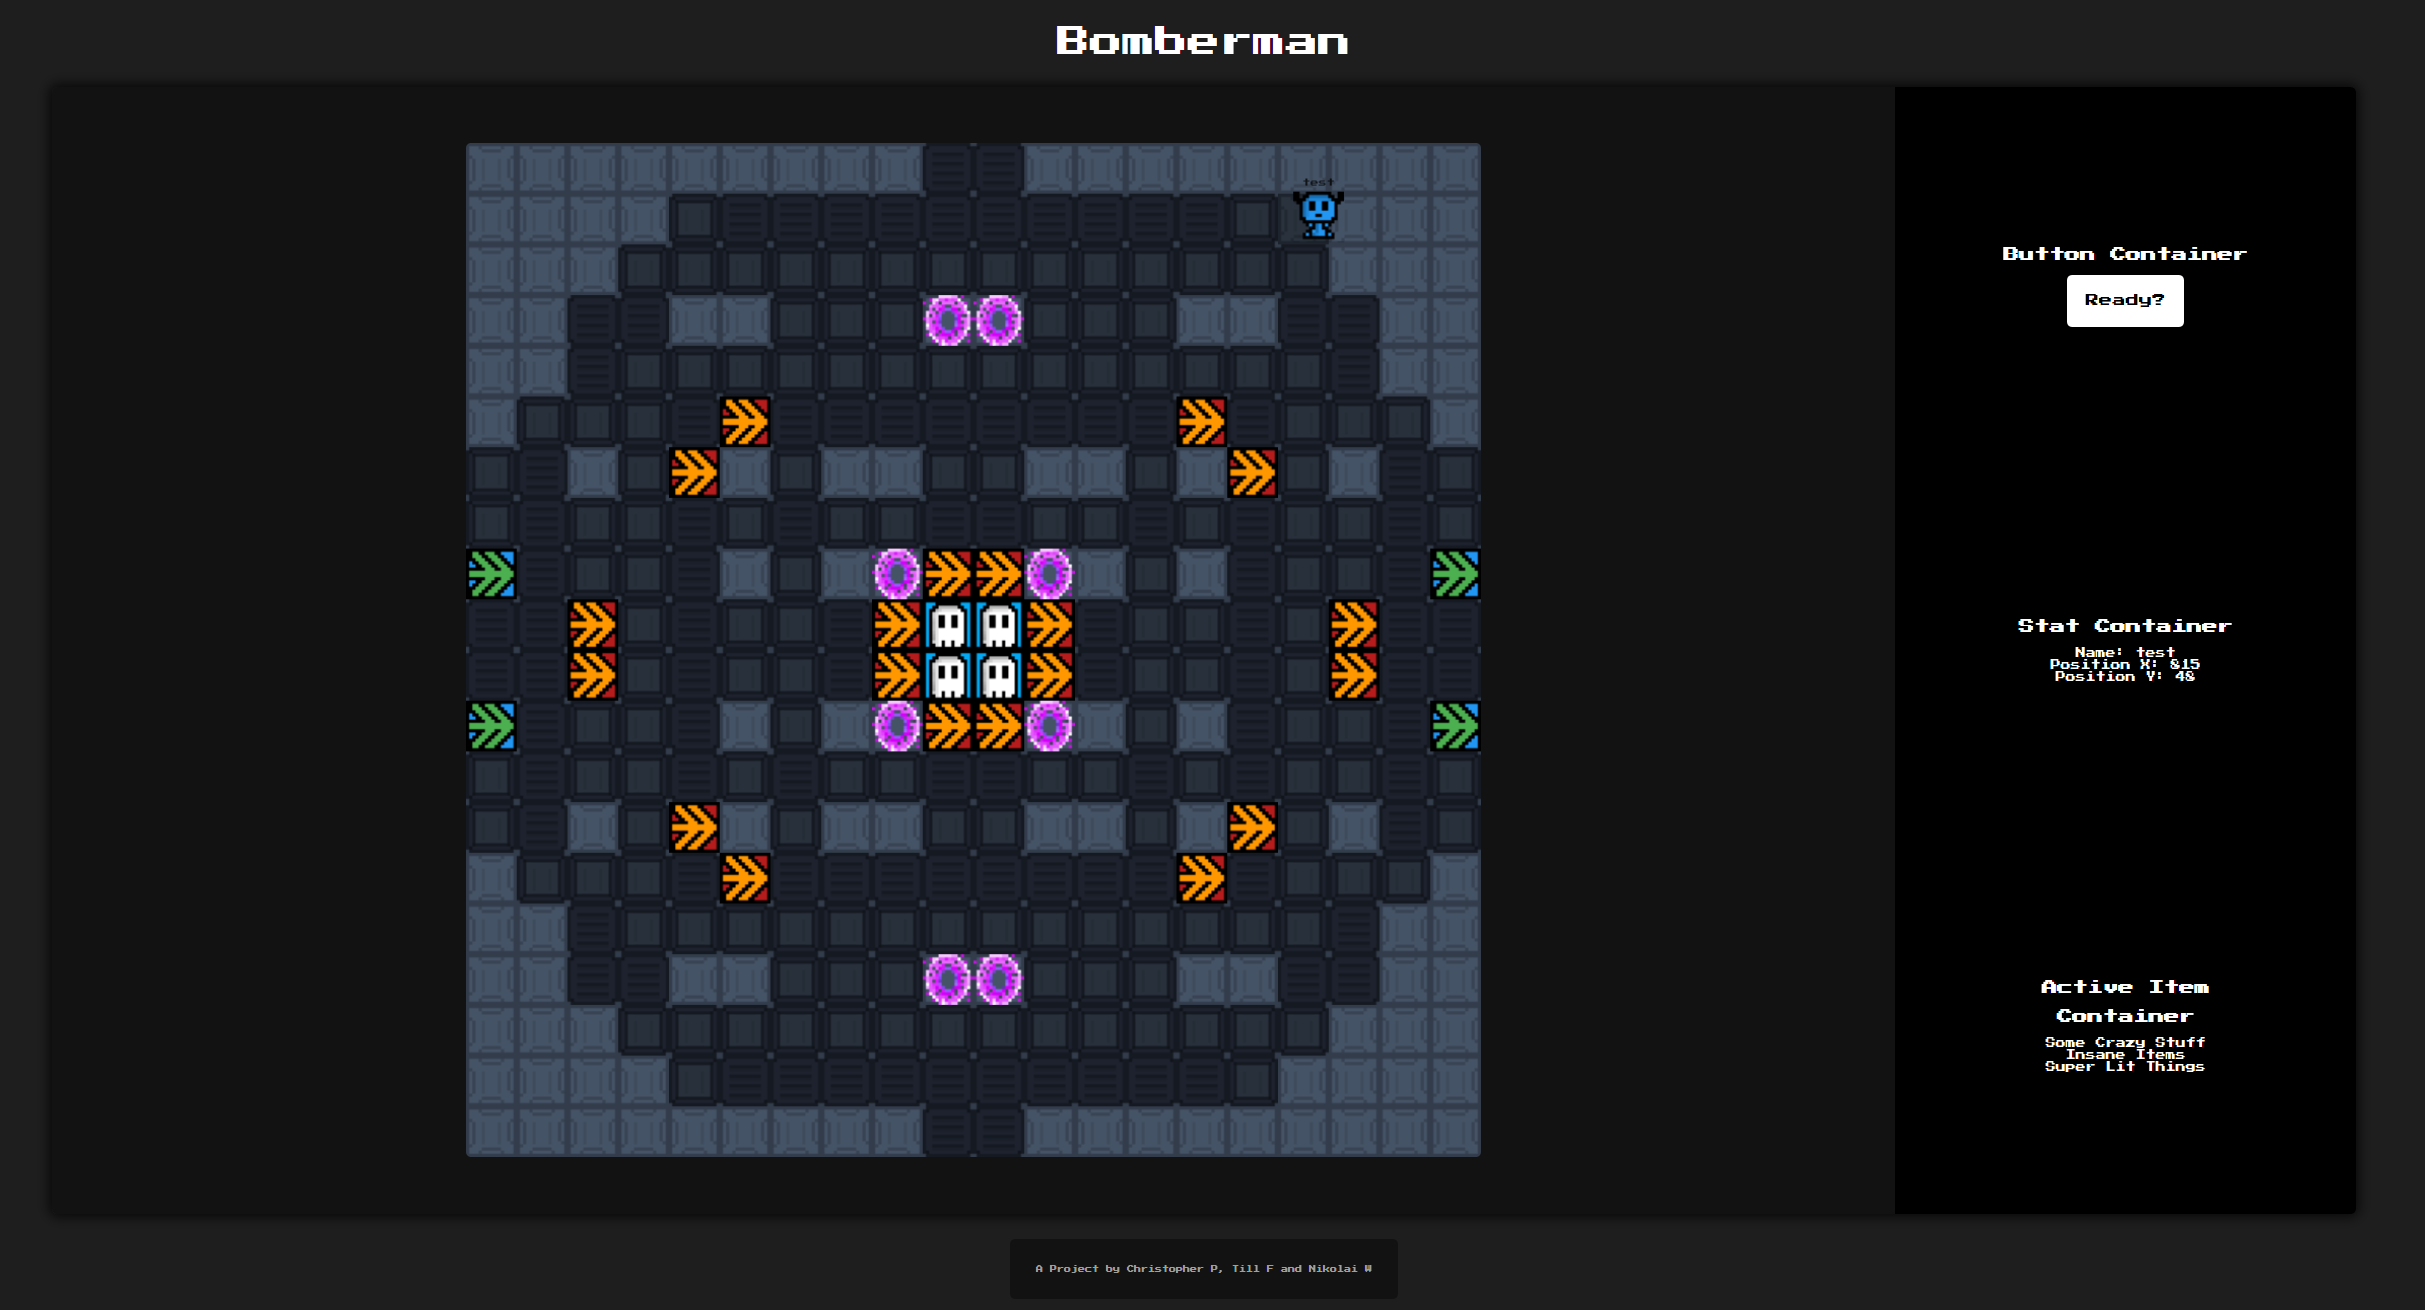 Bomberman
test
Button Container
Ready?
Stat Container
Name: test
Position X: 815
Position Y: 48
Active Item
Container
Some Crazy Stuff
Insane Items
Super Lit Things
A Project by Christopher P, Till F and Nikolai W